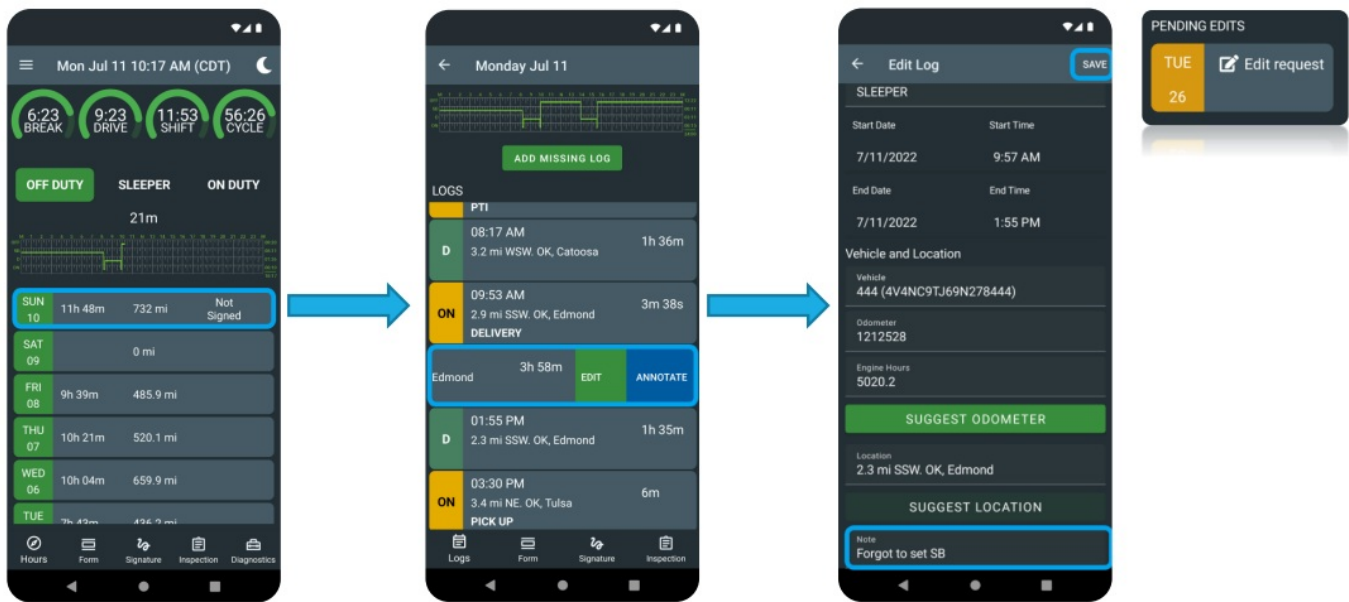 Mon Jul 11 10:17 AM (CDT)
6:23 9:23 11:53 56:26
BREAK DRIVE SHIFT CYCLE
OFF DUTY SLEEPER ON DUTY
21m
SUN 10 11h 48m 732 mi Not Signed
SAT 09 0 mi
FRI 08 9h 39m 485.9 mi
THU 07 10h 21m 520.1 mi
WED 06 10h 04m 659.9 mi
TUE 7h 43m 436.2 mi
Hours Form Signature Inspection Diagnostics
Monday Jul 11
ADD MISSING LOG
LOGS
PTI
08:17 AM
D 3.2 mi WSW. OK, Catoosa 1h 36m
09:53 AM
ON 2.9 mi SSW. OK, Edmond 3m 38s
DELIVERY
Edmond 3h 58m EDIT ANNOTATE
01:55 PM
D 2.3 mi SSW. OK, Edmond 1h 35m
03:30 PM
ON 3.4 mi NE. OK, Tulsa 6m
PICK UP
Logs Form Signature Inspection
Edit Log SAVE
SLEEPER
Start Date Start Time
7/11/2022 9:57 AM
End Date End Time
7/11/2022 1:55 PM
Vehicle and Location
Vehicle
444 (4V4NC9TJ69N278444)
Odometer
1212528
Engine Hours
5020.2
SUGGEST ODOMETER
Location
2.3 mi SSW. OK, Edmond
SUGGEST LOCATION
Note
Forgot to set SB
PENDING EDITS
TUE 26 Edit request